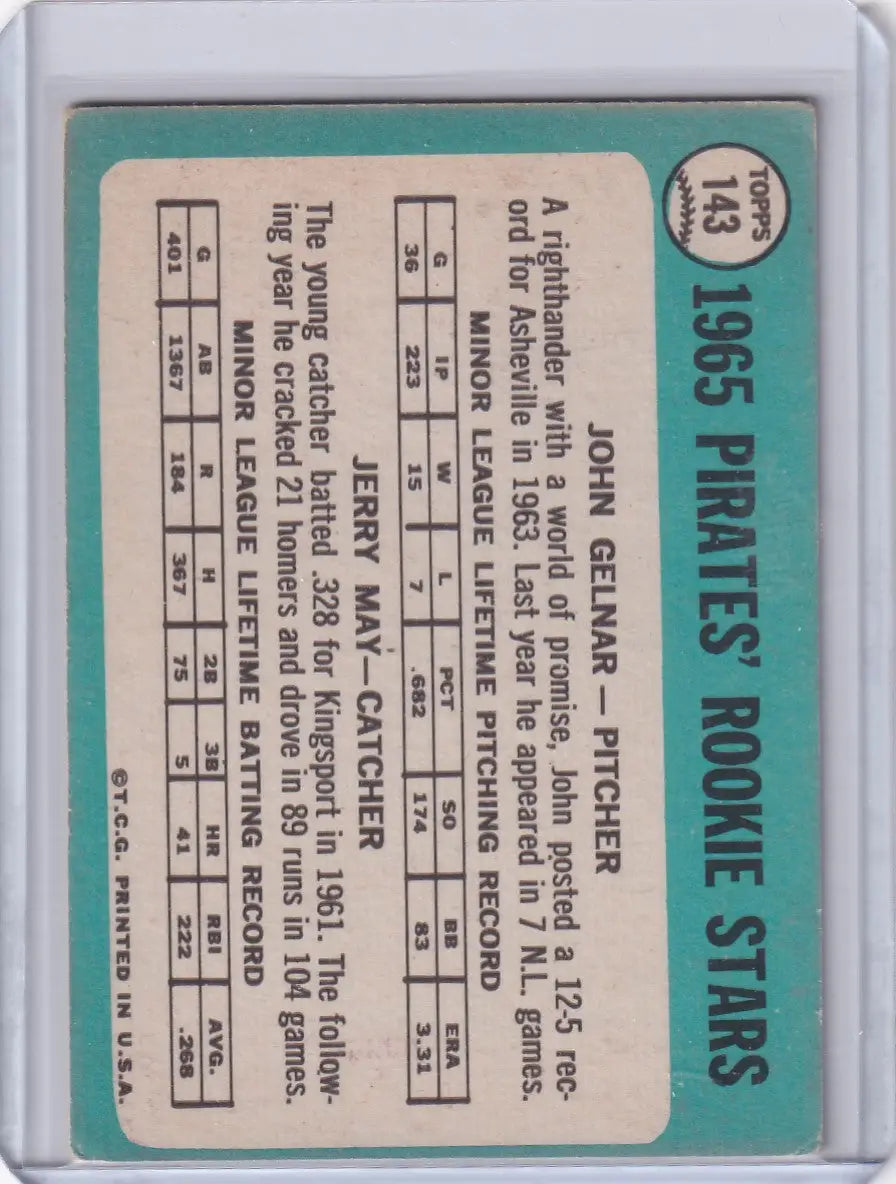 TOPPS
143
1965 PIRATES' ROOKIE STARS
JOHN GELNAR — PITCHER
A righthander with a world of promise, John posted a 12-5 rec-
ord for Asheville in 1963. Last year he appeared in 7 N.L. games.
MINOR LEAGUE LIFETIME PITCHING RECORD
G IP W L PCT SO BB ERA
36 223 15 7 .682 174 83 3.31
JERRY MAY—CATCHER
The young catcher batted .328 for Kingsport in 1961. The follow-
ing year he cracked 21 homers and drove in 89 runs in 104 games.
MINOR LEAGUE LIFETIME BATTING RECORD
G AB R H 2B 3B HR RBI AVG.
401 1367 184 367 75 5 41 222 .268
©T.C.G. PRINTED IN U.S.A.